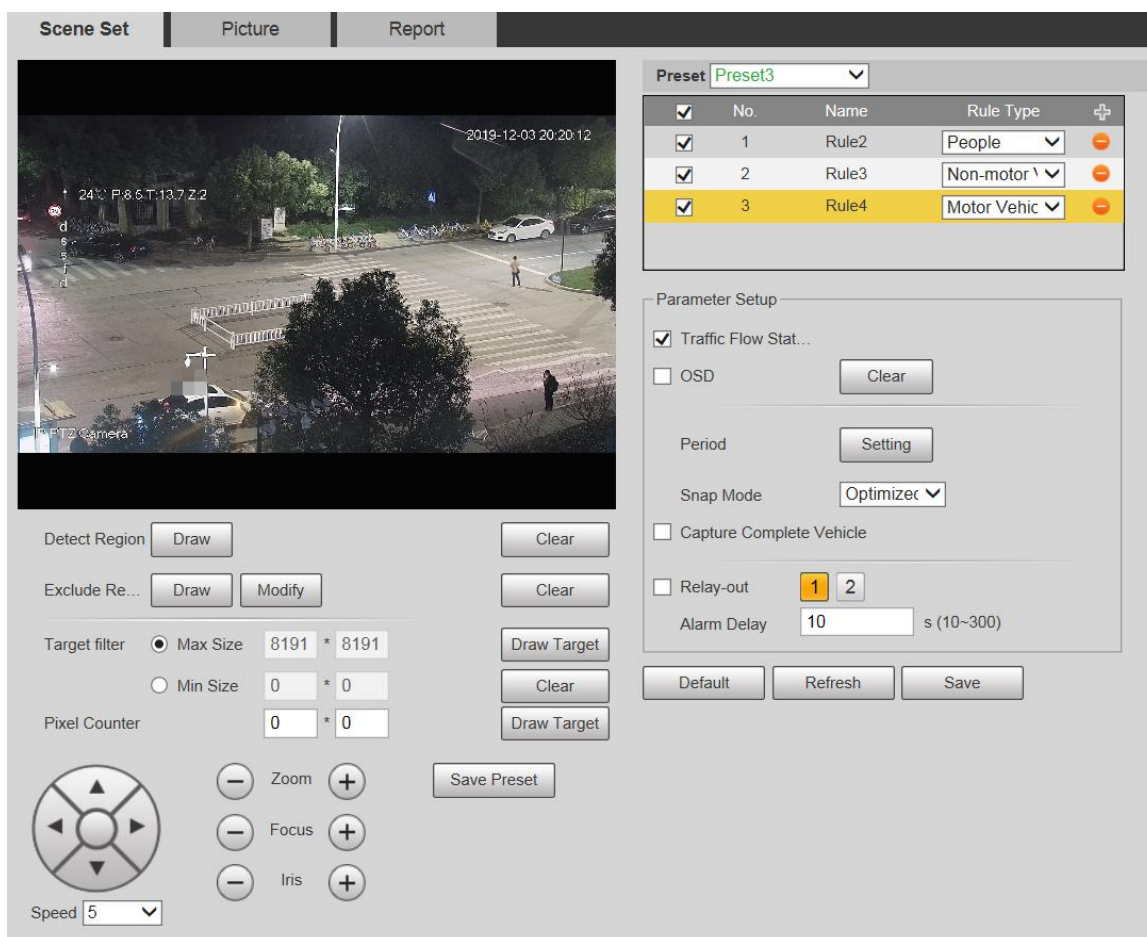 Scene Set Picture Report
Preset Preset3
No. Name Rule Type
1 Rule2 People
2 Rule3 Non-motor
3 Rule4 Motor Vehic
2019-12-03 20:20:12
24℃ P:8.5 T:13.7 Z:2
d
s
s
f
d
PTZ Camera
Parameter Setup
Traffic Flow Stat...
OSD Clear
Period Setting
Snap Mode Optimized
Capture Complete Vehicle
Relay-out 1 2
Alarm Delay 10 s (10~300)
Default Refresh Save
Detect Region Draw Clear
Exclude Re... Draw Modify Clear
Target filter Max Size 8191 * 8191 Draw Target
Min Size 0 * 0 Clear
Pixel Counter 0 * 0 Draw Target
Zoom Save Preset
Focus
Iris
Speed 5